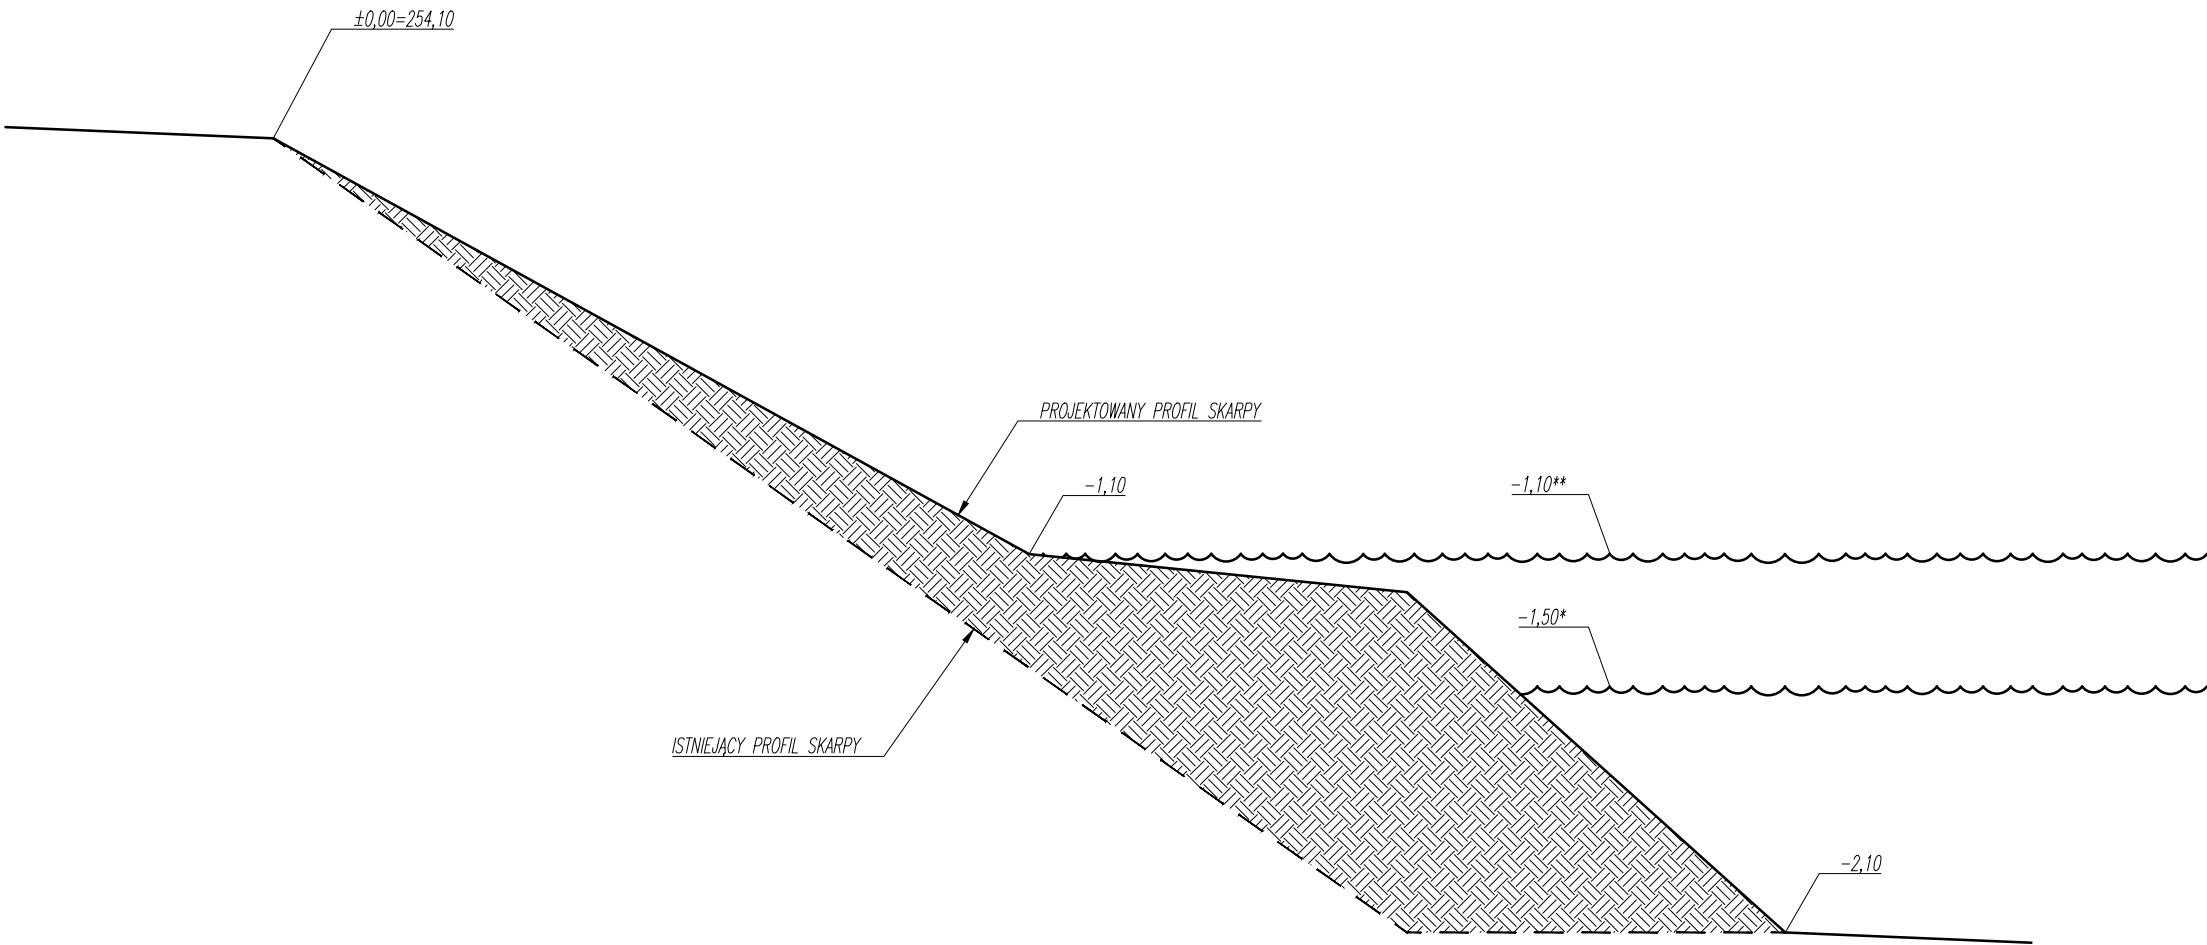 ±0,00=254,10
PROJEKTOWANY PROFIL SKARPY
-1,10
-1,10**
-1,50*
ISTNIEJĄCY PROFIL SKARPY
-2,10